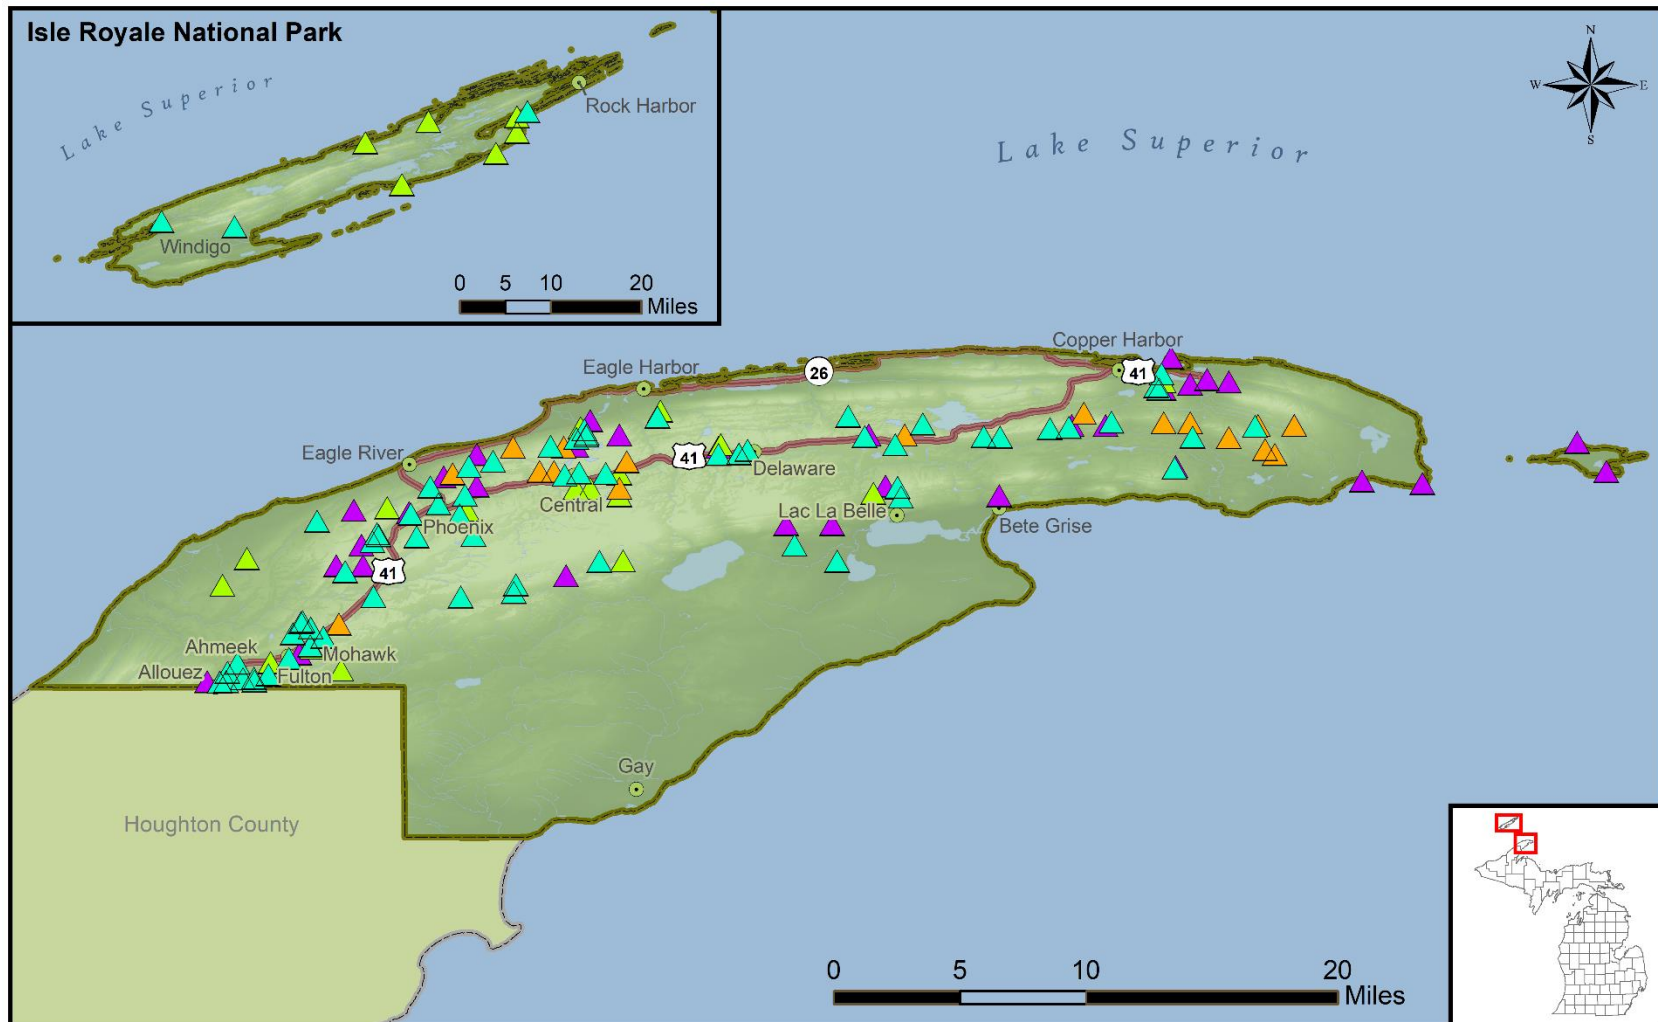 Isle Royale National Park
Lake Superior
Rock Harbor
Windigo
0 5 10 20
Miles
N
W E
S
Lake Superior
Copper Harbor
41
Eagle Harbor
26
Eagle River
41
Delaware
Central
Lac La Belle
Bete Grise
Phoenix
41
Ahmeek
Mohawk
Allouez
Fulton
Gay
Houghton County
0 5 10 20
Miles